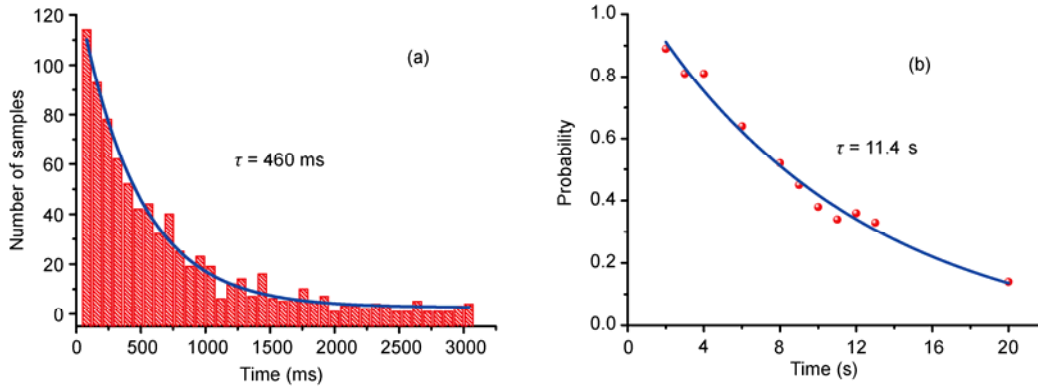 120
100
80
60
40
20
0
Number of samples
(a)
τ = 460 ms
0 500 1000 1500 2000 2500 3000
Time (ms)
1.0
0.8
0.6
0.4
0.2
0.0
Probability
(b)
τ = 11.4 s
0 4 8 12 16 20
Time (s)